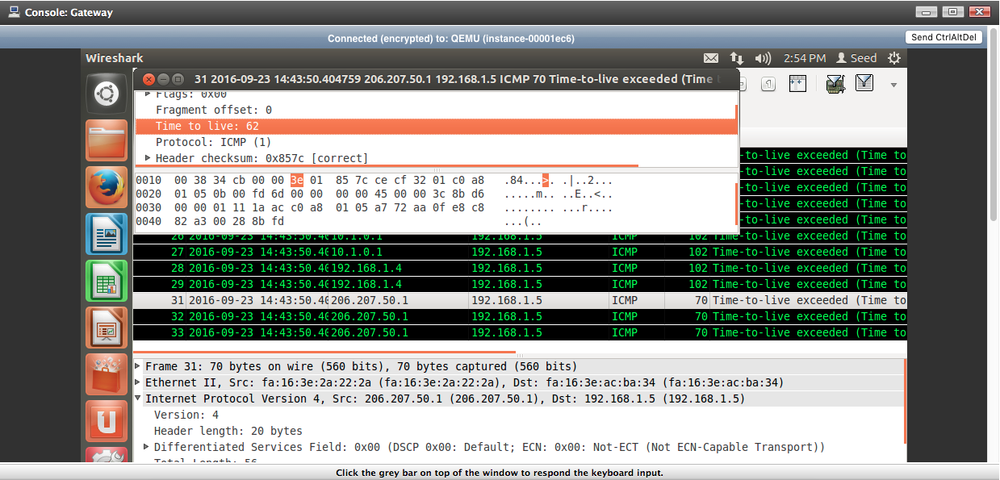 Console: Gateway
Connected (encrypted) to: QEMU (instance-00001ec6)
Send CtrlAltDel
Wireshark
2:54 PM Seed
31 2016-09-23 14:43:50.404759 206.207.50.1 192.168.1.5 ICMP 70 Time-to-live exceeded (Time t
Flags: 0x00
Fragment offset: 0
Time to live: 62
Protocol: ICMP (1)
Header checksum: 0x857c [correct]
-to-live exceeded (Time to
-to-live exceeded (Time to
-to-live exceeded (Time to
-to-live exceeded (Time to
-to-live exceeded (Time to
0010 00 38 34 cb 00 00 3e 01 85 7c ce cf 32 01 c0 a8 .84...>. .|..2...
0020 01 05 0b 00 fd 6d 00 00 00 00 45 00 00 3c 8b d6 .....m.. ..E..<..
0030 00 00 01 11 1a ac c0 a8 01 05 a7 72 aa 0f e8 c8 ........ ...r....
0040 82 a3 00 28 8b fd ...(..
26 2016-09-23 14:43:50.40 10.1.0.1 192.168.1.5 ICMP 102 Time-to-live exceeded (Time to
27 2016-09-23 14:43:50.40 10.1.0.1 192.168.1.5 ICMP 102 Time-to-live exceeded (Time to
28 2016-09-23 14:43:50.40 192.168.1.4 192.168.1.5 ICMP 102 Time-to-live exceeded (Time to
29 2016-09-23 14:43:50.40 192.168.1.4 192.168.1.5 ICMP 102 Time-to-live exceeded (Time to
31 2016-09-23 14:43:50.40 206.207.50.1 192.168.1.5 ICMP 70 Time-to-live exceeded (Time to
32 2016-09-23 14:43:50.40 206.207.50.1 192.168.1.5 ICMP 70 Time-to-live exceeded (Time to
33 2016-09-23 14:43:50.40 206.207.50.1 192.168.1.5 ICMP 70 Time-to-live exceeded (Time to
Frame 31: 70 bytes on wire (560 bits), 70 bytes captured (560 bits)
Ethernet II, Src: fa:16:3e:2a:22:2a (fa:16:3e:2a:22:2a), Dst: fa:16:3e:ac:ba:34 (fa:16:3e:ac:ba:34)
Internet Protocol Version 4, Src: 206.207.50.1 (206.207.50.1), Dst: 192.168.1.5 (192.168.1.5)
Version: 4
Header length: 20 bytes
Differentiated Services Field: 0x00 (DSCP 0x00: Default; ECN: 0x00: Not-ECT (Not ECN-Capable Transport))
Total Length: 56
Click the grey bar on top of the window to respond the keyboard input.